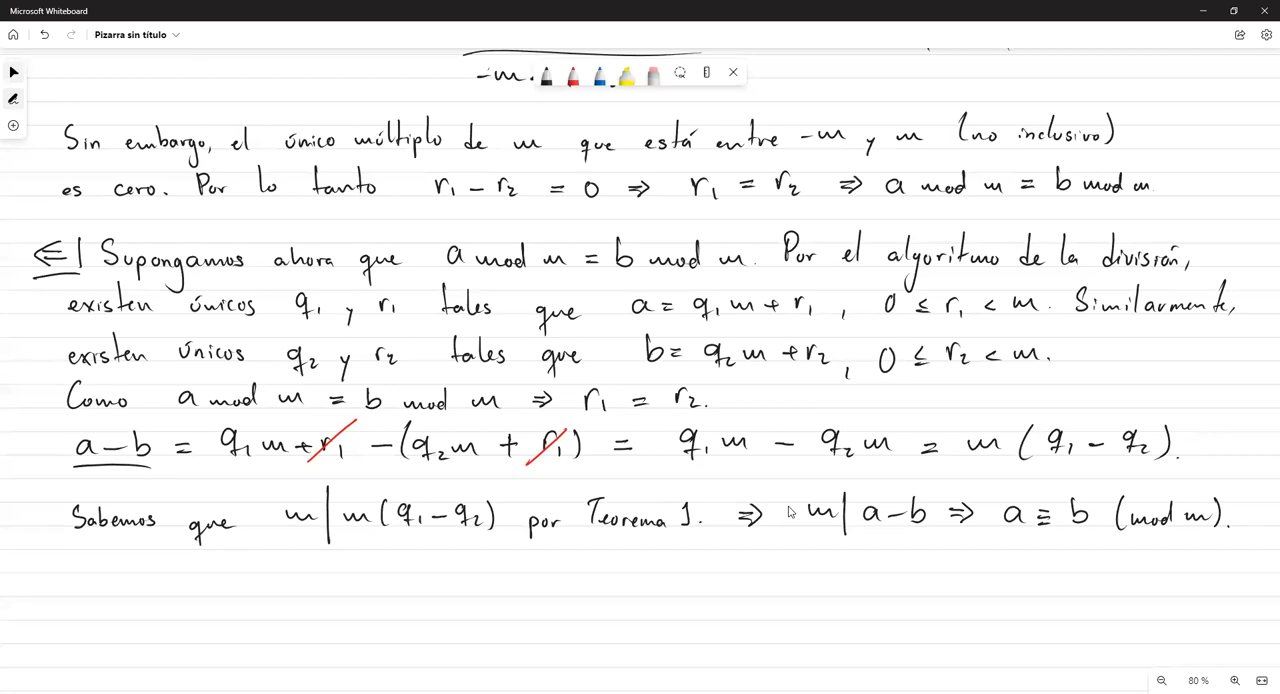 Microsoft Whiteboard
Pizarra sin título
-m.
Sin embargo, el único múltiplo de m que está entre -m y m (no inclusivo)
es cero. Por lo tanto r₁ - r₂ = 0 ⇒ r₁ = r₂ ⇒ a mod m = b mod m.
⇐| Supongamos ahora que a mod m = b mod m. Por el algoritmo de la división,
existen únicos q₁ y r₁ tales que a = q₁m + r₁, 0 ≤ r₁ < m. Similarmente,
existen únicos q₂ y r₂ tales que b = q₂m + r₂, 0 ≤ r₂ < m.
Como a mod m = b mod m ⇒ r₁ = r₂.
a - b = q₁m + r₁ - (q₂m + r₁) = q₁m - q₂m = m(q₁ - q₂).
Sabemos que m | m(q₁ - q₂) por Teorema 1. ⇒ m | a - b ⇒ a ≡ b (mod m).
80 %